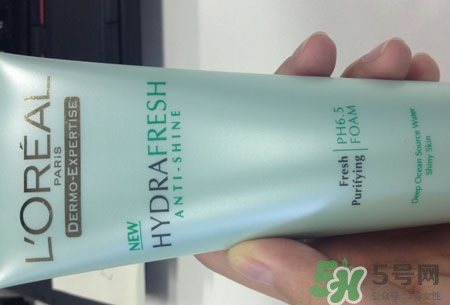 L'ORÉAL
PARIS
DERMO-EXPERTISE
NEW
HYDRAFRESH
ANTI-SHINE
Fresh
Purifying
PH6.5
FOAM
Deep Ocean Source Water
Shiny Skin
5号网